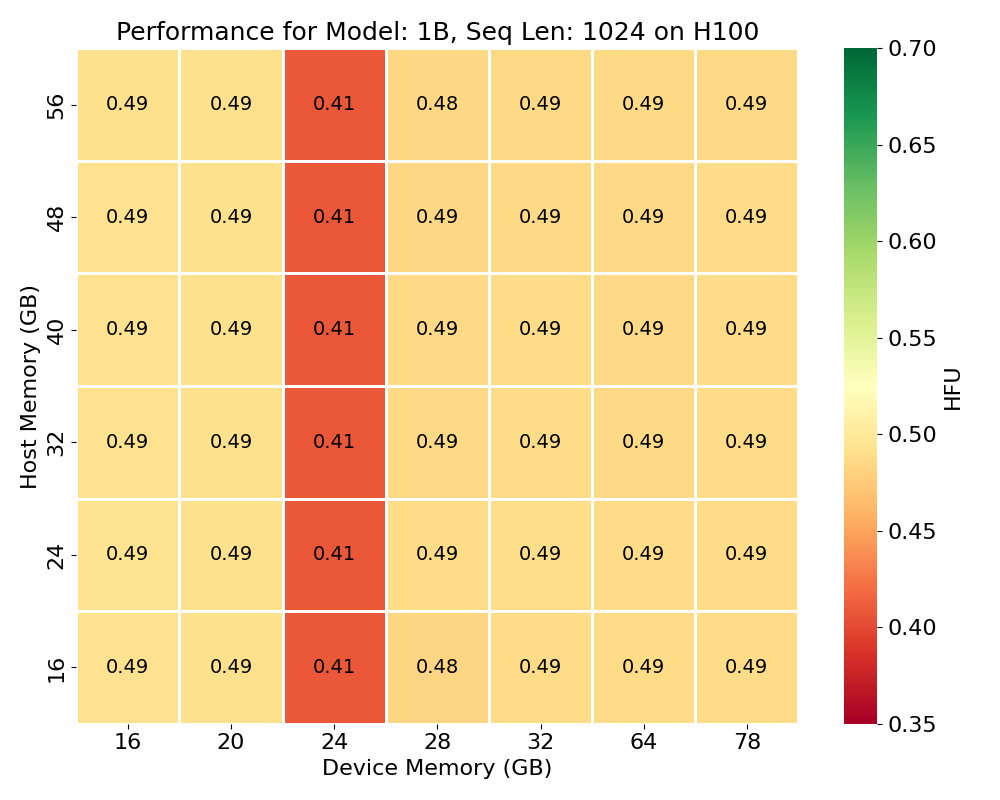 Performance for Model: 1B, Seq Len: 1024 on H100
56 0.49 0.49 0.41 0.48 0.49 0.49 0.49
48 0.49 0.49 0.41 0.49 0.49 0.49 0.49
40 0.49 0.49 0.41 0.49 0.49 0.49 0.49
32 0.49 0.49 0.41 0.49 0.49 0.49 0.49
24 0.49 0.49 0.41 0.49 0.49 0.49 0.49
16 0.49 0.49 0.41 0.48 0.49 0.49 0.49
Host Memory (GB)
16 20 24 28 32 64 78
Device Memory (GB)
0.70
0.65
0.60
0.55
0.50
0.45
0.40
0.35
HFU